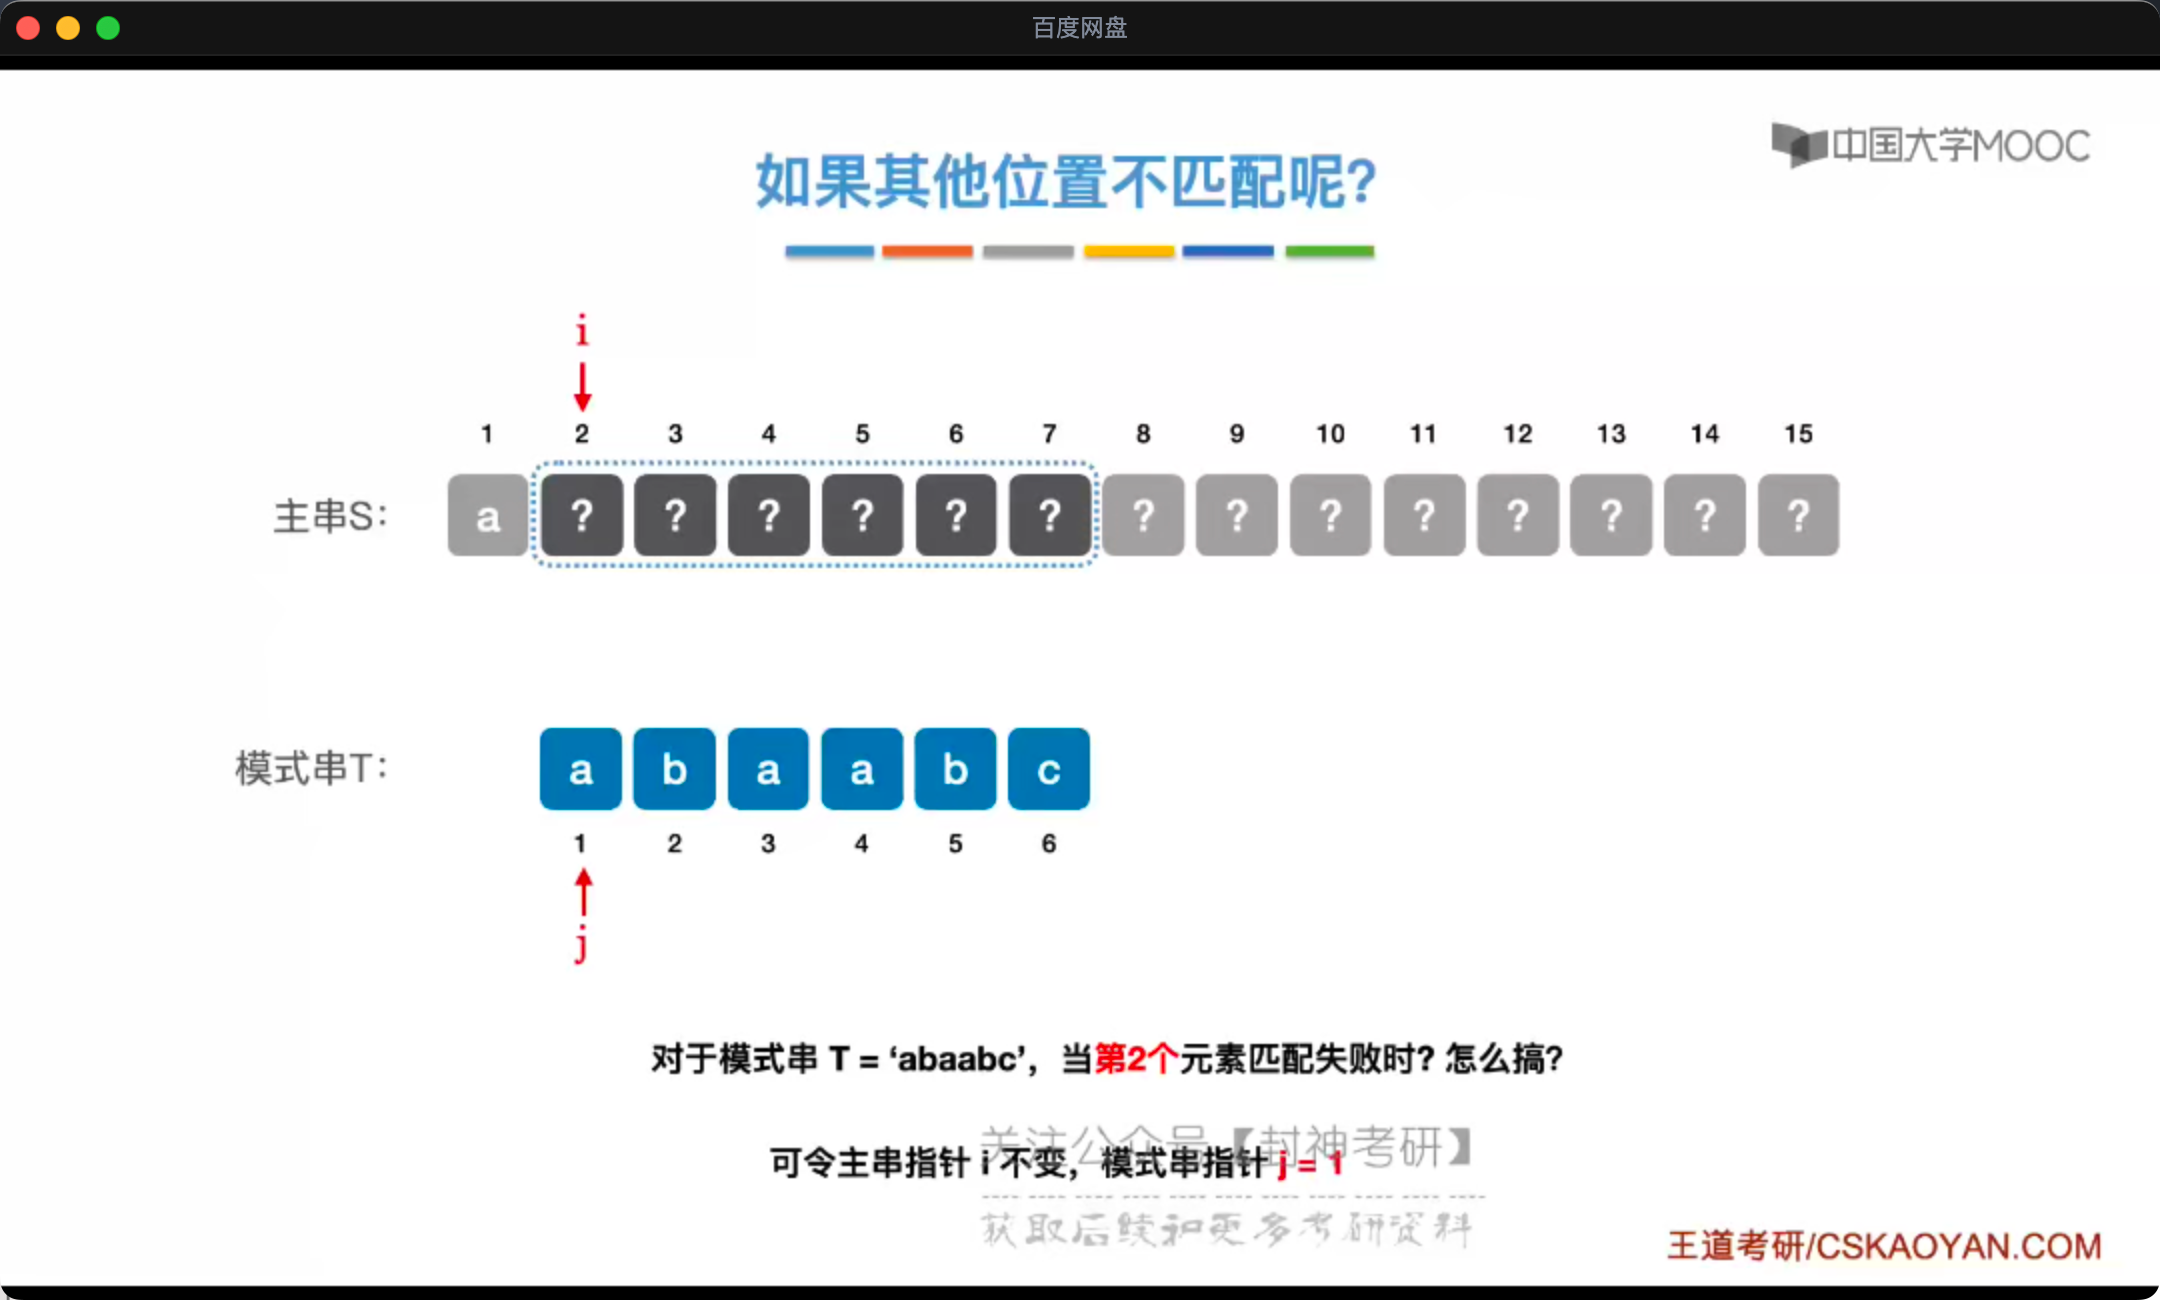 百度网盘
中国大学MOOC
如果其他位置不匹配呢?
i
1 2 3 4 5 6 7 8 9 10 11 12 13 14 15
主串S: a ? ? ? ? ? ? ? ? ? ? ? ? ? ?
模式串T: a b a a b c
1 2 3 4 5 6
j
对于模式串 T = ‘abaabc’，当第2个元素匹配失败时? 怎么搞?
关注公众号【封神考研】
可令主串指针 i 不变，模式串指针 j = 1
获取后续和更多考研资料
王道考研/CSKAOYAN.COM